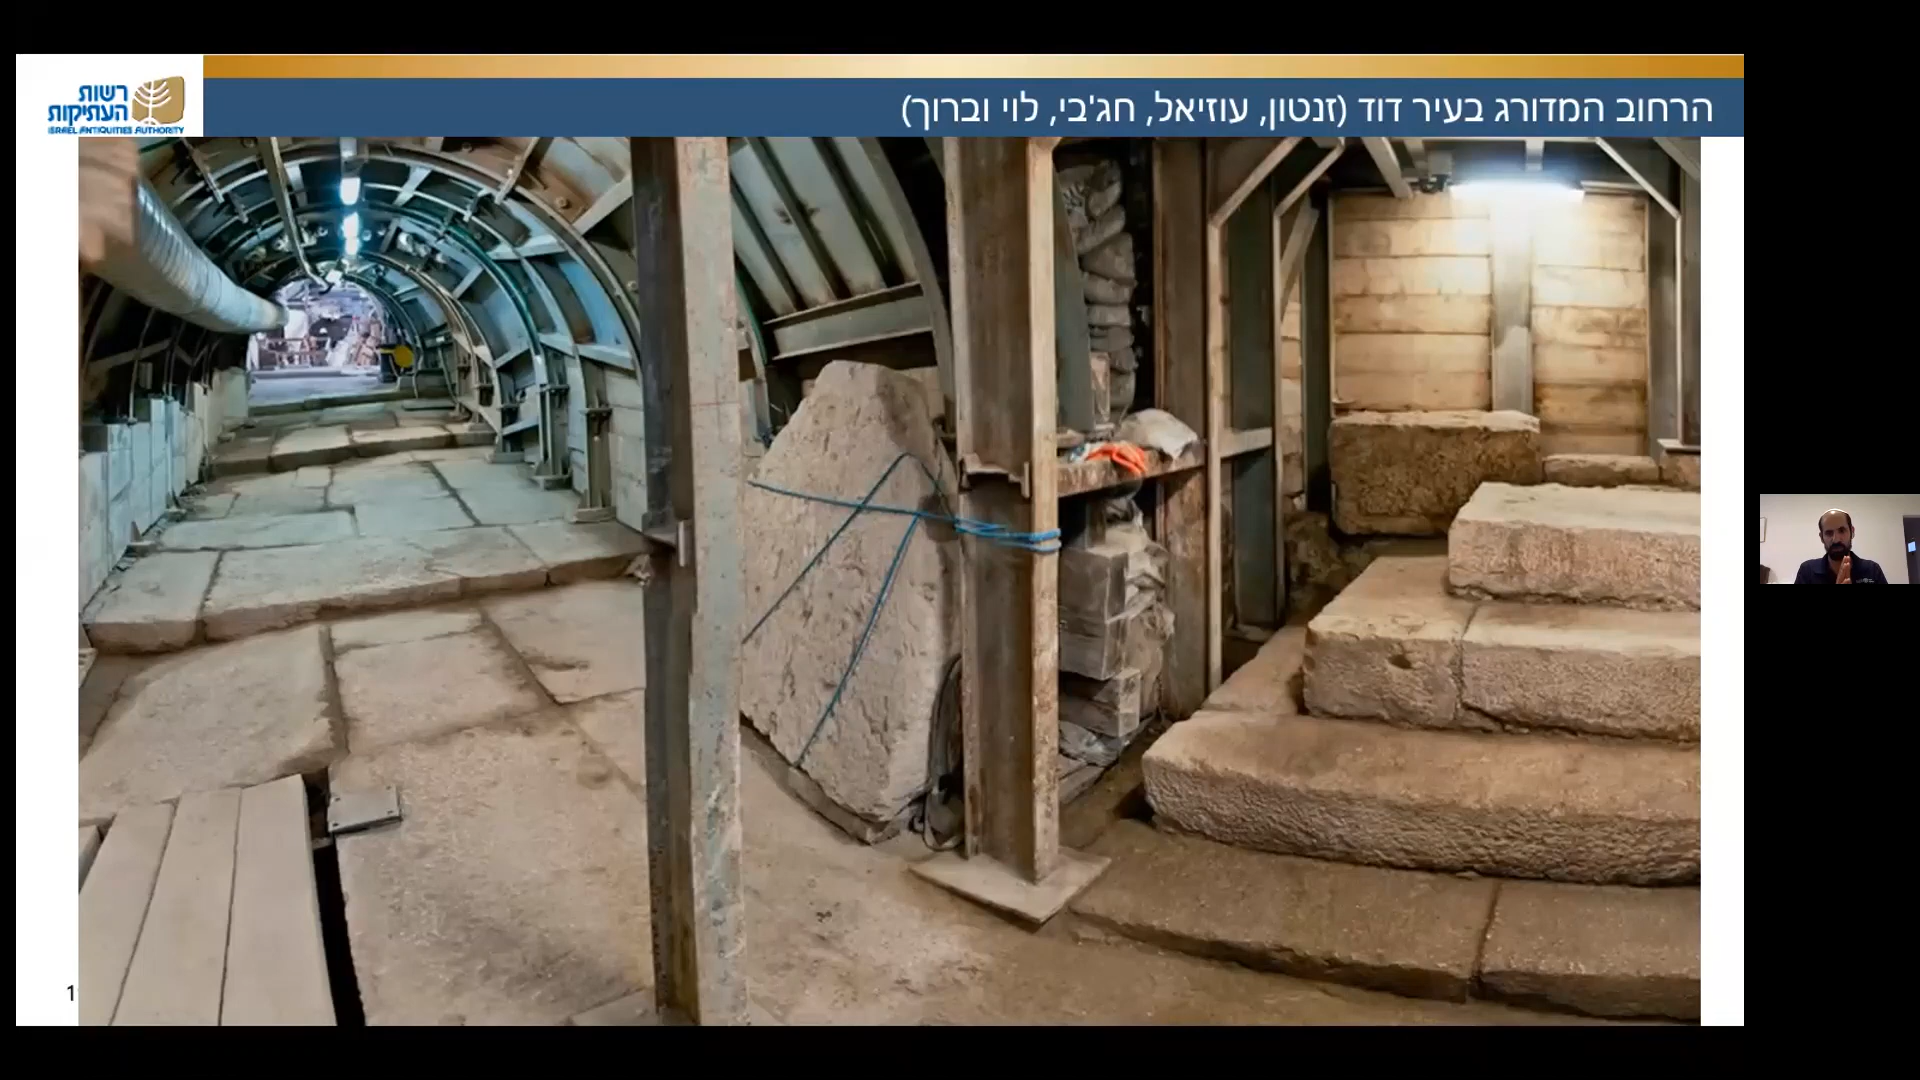 רשות
העתיקות
ISRAEL ANTIQUITIES AUTHORITY
הרחוב המדורג בעיר דוד (זנטון, עוזיאל, חג'בי, לוי וברוך)
1